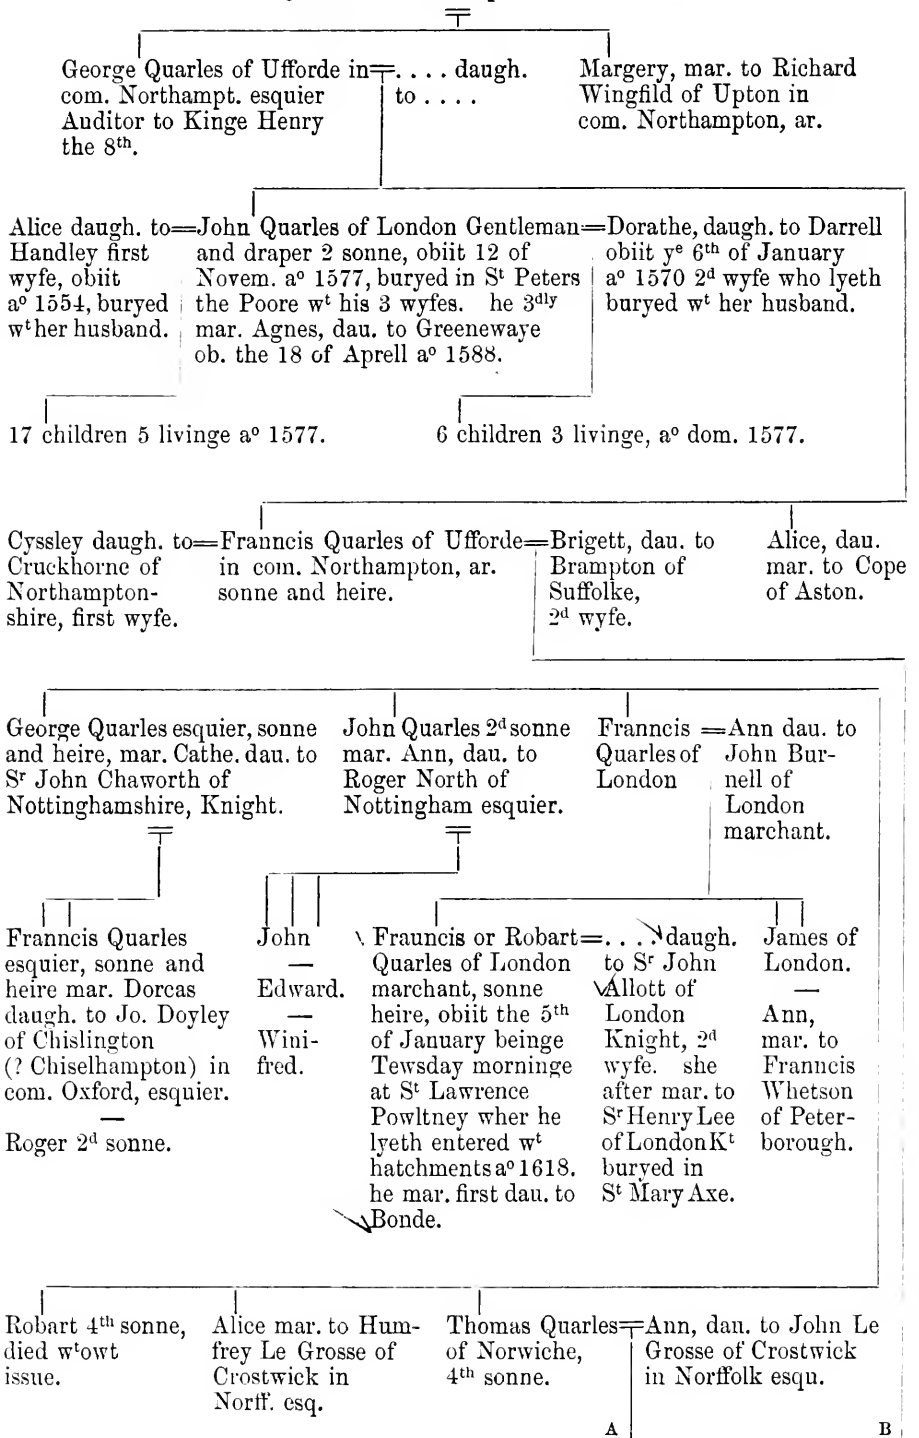 George Quarles of Ufforde in=. . . . daugh.
com. Northampt. esquier
Auditor to Kinge Henry
the 8th.
to . . . .
Margery, mar. to Richard
Wingfild of Upton in
com. Northampton, ar.
Alice daugh. to=
Handley first
wyfe, obiit
aº 1554, buryed
wt her husband.
John Quarles of London Gentleman=
and draper 2 sonne, obiit 12 of
Novem. aº 1577, buryed in St Peters
the Poore wt his 3 wyfes. he 3dly
mar. Agnes, dau. to Greenewaye
ob. the 18 of Aprell aº 1588.
Dorathe, daugh. to Darrell
obiit ye 6th of January
aº 1570 2d wyfe who lyeth
buryed wt her husband.
17 children 5 livinge aº 1577.
6 children 3 livinge, aº dom. 1577.
Cyssley daugh. to=
Cruckhorne of
Northampton-
shire, first wyfe.
Franncis Quarles of Ufforde=
in com. Northampton, ar.
sonne and heire.
Brigett, dau. to
Brampton of
Suffolke,
2d wyfe.
Alice, dau.
mar. to Cope
of Aston.
George Quarles esquier, sonne
and heire, mar. Cathe. dau. to
Sr John Chaworth of
Nottinghamshire, Knight.
John Quarles 2d sonne
mar. Ann, dau. to
Roger North of
Nottingham esquier.
Franncis =
Quarles of
London
Ann dau. to
John Bur-
nell of
London
marchant.
Franncis Quarles
esquier, sonne and
heire mar. Dorcas
daugh. to Jo. Doyley
of Chislington
(? Chiselhampton) in
com. Oxford, esquier.
—
Roger 2d sonne.
John
—
Edward.
—
Wini-
fred.
Frauncis or Robart=
Quarles of London
marchant, sonne
heire, obiit the 5th
of January beinge
Tewsday morninge
at St Lawrence
Powltney wher he
lyeth entered wt
hatchments aº 1618.
he mar. first dau. to
Bonde.
. . . . daugh.
to Sr John
Allott of
London
Knight, 2d
wyfe. she
after mar. to
Sr Henry Lee
of London Kt
buryed in
St Mary Axe.
James of
London.
—
Ann,
mar. to
Franncis
Whetson
of Peter-
borough.
Robart 4th sonne,
died wtowt
issue.
Alice mar. to Hum-
frey Le Grosse of
Crostwick in
Norff. esq.
Thomas Quarles=
of Norwiche,
4th sonne.
Ann, dau. to John Le
Grosse of Crostwick
in Norffolk esqu.
A
B